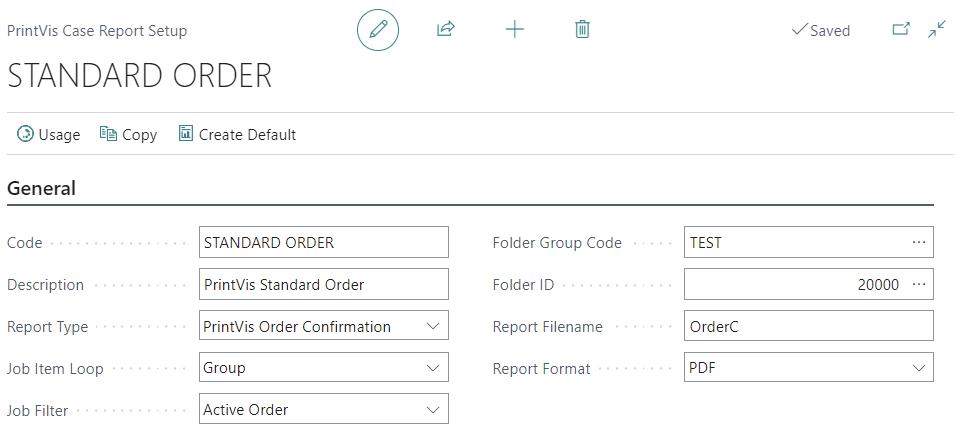 PrintVis Case Report Setup
Saved
STANDARD ORDER
Usage Copy Create Default
General
Code STANDARD ORDER Folder Group Code TEST
Description PrintVis Standard Order Folder ID 20000
Report Type PrintVis Order Confirmation Report Filename OrderC
Job Item Loop Group Report Format PDF
Job Filter Active Order